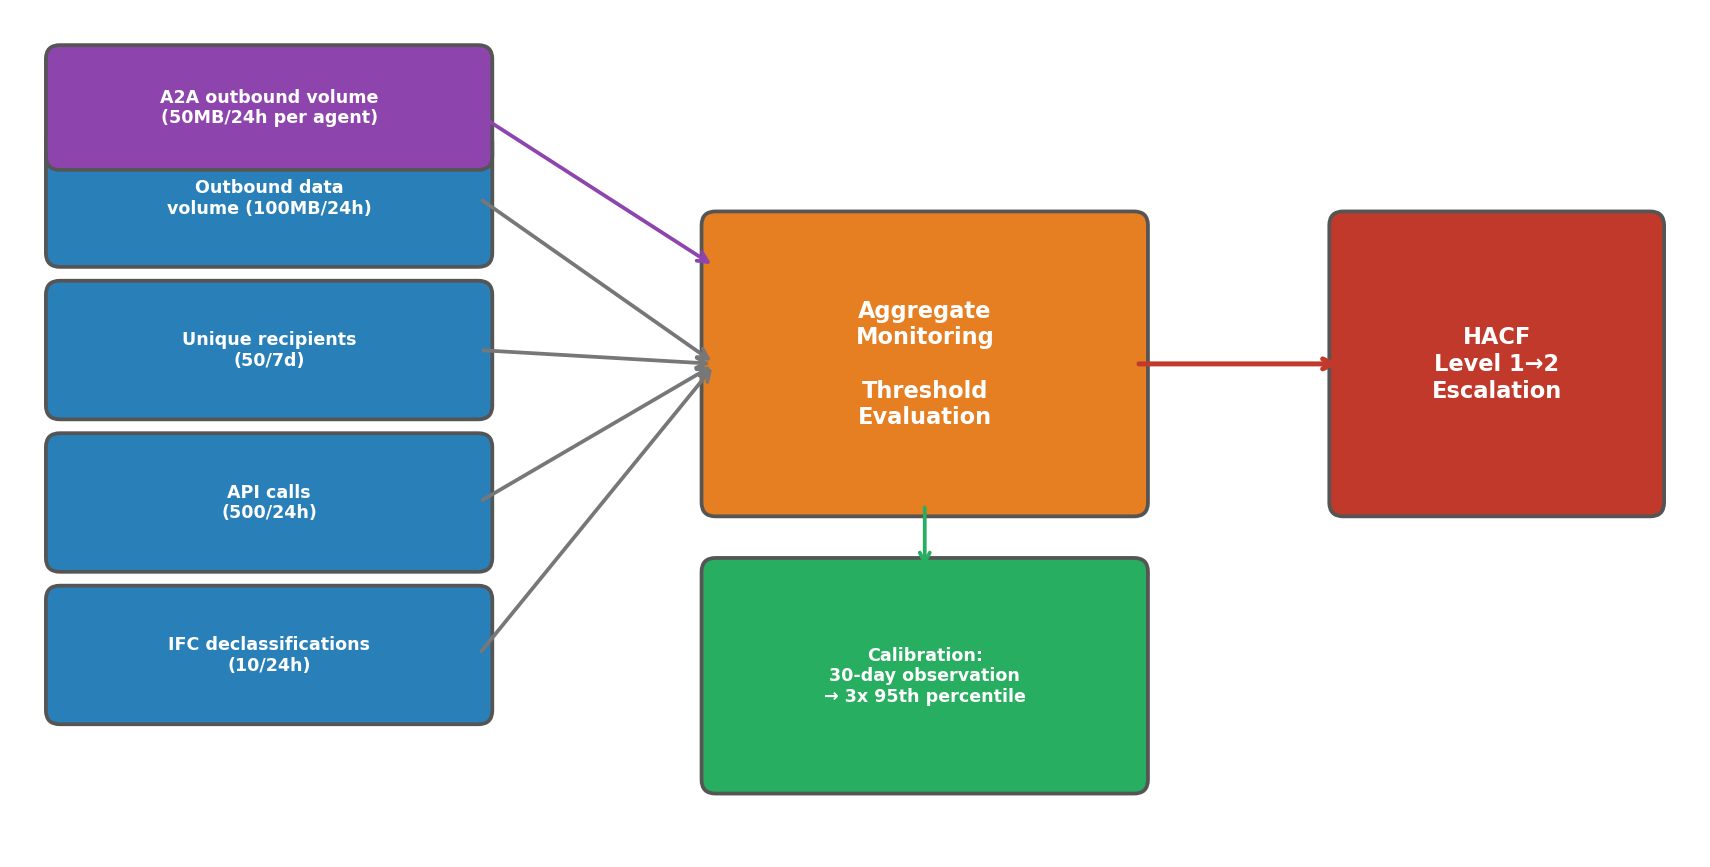 A2A outbound volume
(50MB/24h per agent)
Outbound data
volume (100MB/24h)
Unique recipients
(50/7d)
API calls
(500/24h)
IFC declassifications
(10/24h)
Aggregate
Monitoring
Threshold
Evaluation
HACF
Level 1→2
Escalation
Calibration:
30-day observation
→ 3x 95th percentile